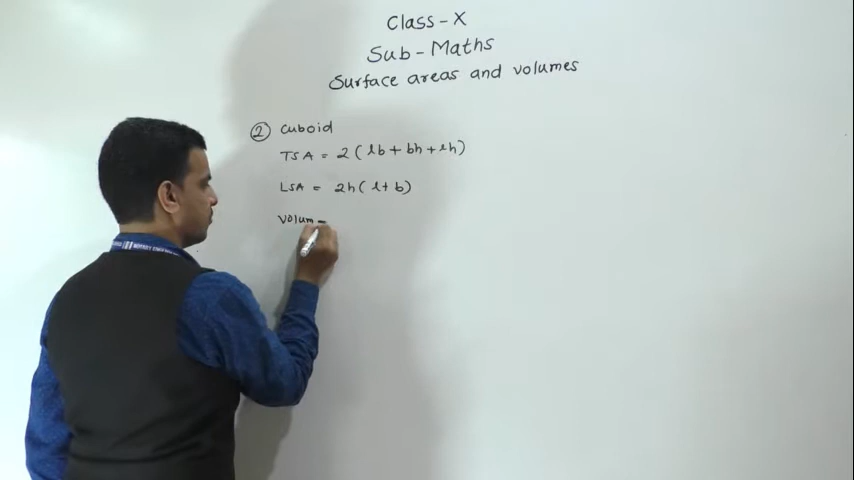 Class-X
Sub-Maths
Surface areas and volumes
② Cuboid
TSA = 2(lb + bh + lh)
LSA = 2h(l + b)
Volum